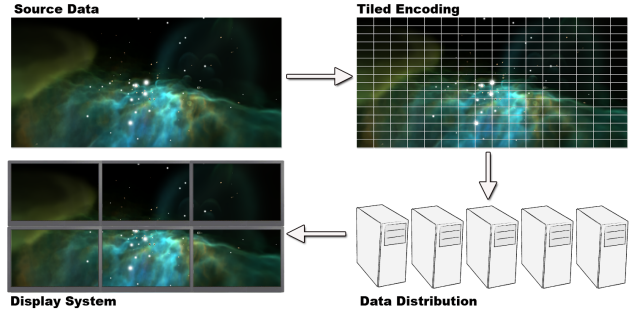 Source Data
Tiled Encoding
Display System
Data Distribution